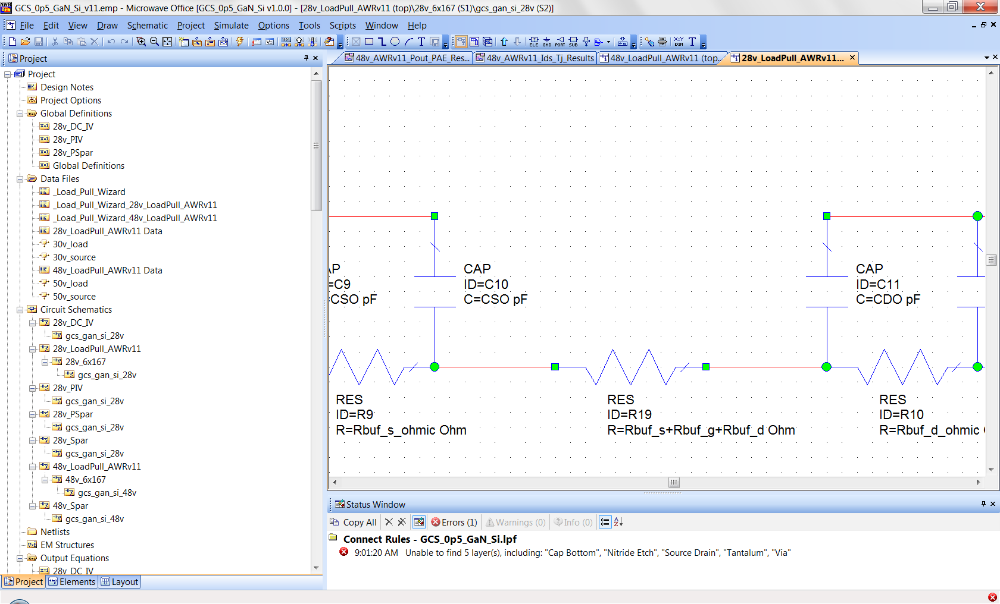 GCS_0p5_GaN_Si_v11.emp - Microwave Office [GCS_0p5_GaN_Si v1.0.0] - [28v_LoadPull_AWRv11 (top)\28v_6x167 (S1)\gcs_gan_si_28v (S2)]
File Edit View Draw Schematic Project Simulate Options Tools Scripts Window Help
Project
48v_AWRv11_Pout_PAE_Res... 48v_AWRv11_Ids_Tj_Results 48v_LoadPull_AWRv11 (top... 28v_LoadPull_AWRv11...
Project
Design Notes
Project Options
Global Definitions
28v_DC_IV
28v_PIV
28v_PSpar
Global Definitions
Data Files
_Load_Pull_Wizard
_Load_Pull_Wizard_28v_LoadPull_AWRv11
_Load_Pull_Wizard_48v_LoadPull_AWRv11
28v_LoadPull_AWRv11 Data
30v_load
30v_source
48v_LoadPull_AWRv11 Data
50v_load
50v_source
Circuit Schematics
28v_DC_IV
gcs_gan_si_28v
28v_LoadPull_AWRv11
28v_6x167
gcs_gan_si_28v
28v_PIV
gcs_gan_si_28v
28v_PSpar
gcs_gan_si_28v
28v_Spar
gcs_gan_si_28v
48v_LoadPull_AWRv11
48v_6x167
gcs_gan_si_48v
48v_Spar
gcs_gan_si_48v
Netlists
EM Structures
Output Equations
28v_DC_IV
Project Elements Layout
AP
=C9
=CSO pF
CAP
ID=C10
C=CSO pF
CAP
ID=C11
C=CDO pF
RES
ID=R9
R=Rbuf_s_ohmic Ohm
RES
ID=R19
R=Rbuf_s+Rbuf_g+Rbuf_d Ohm
RES
ID=R10
R=Rbuf_d_ohmic
Status Window
Copy All Errors (1) Warnings (0) Info (0)
Connect Rules - GCS_0p5_GaN_Si.lpf
9:01:20 AM Unable to find 5 layer(s), including: "Cap Bottom", "Nitride Etch", "Source Drain", "Tantalum", "Via"